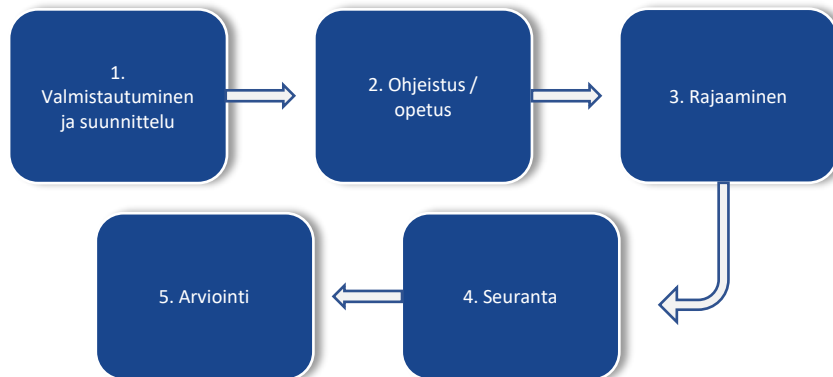 1.
Valmistautuminen
ja suunnittelu
2. Ohjeistus /
opetus
3. Rajaaminen
4. Seuranta
5. Arviointi